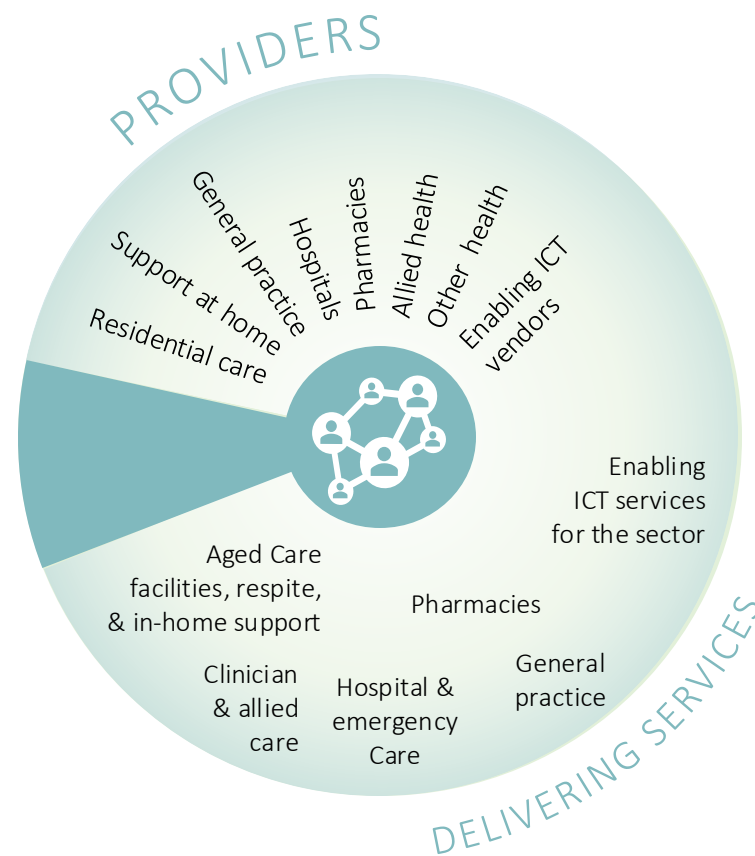 PROVIDERS
Residential care
Support at home
General practice
Hospitals
Pharmacies
Allied health
Other health
Enabling ICT
vendors
Enabling
ICT services
for the sector
Aged Care
facilities, respite,
& in-home support
Pharmacies
Clinician
& allied
care
Hospital &
emergency
Care
General
practice
DELIVERING SERVICES